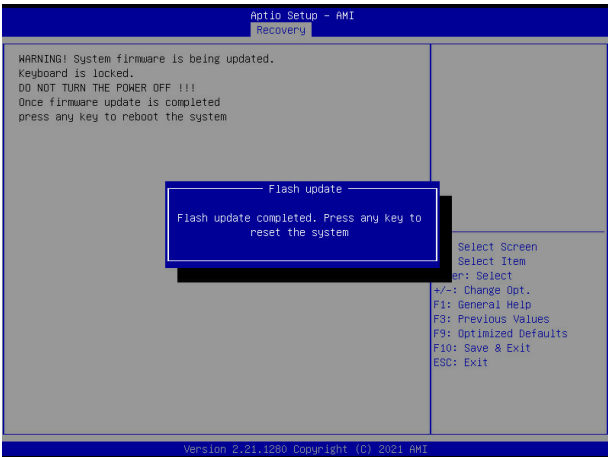 Aptio Setup - AMI
Recovery
WARNING! System firmware is being updated.
Keyboard is locked.
DO NOT TURN THE POWER OFF !!!
Once firmware update is completed
press any key to reboot the system
Flash update
Flash update completed. Press any key to
reset the system
Select Screen
Select Item
er: Select
+/-: Change Opt.
F1: General Help
F3: Previous Values
F9: Optimized Defaults
F10: Save & Exit
ESC: Exit
Version 2.21.1280 Copyright (C) 2021 AMI